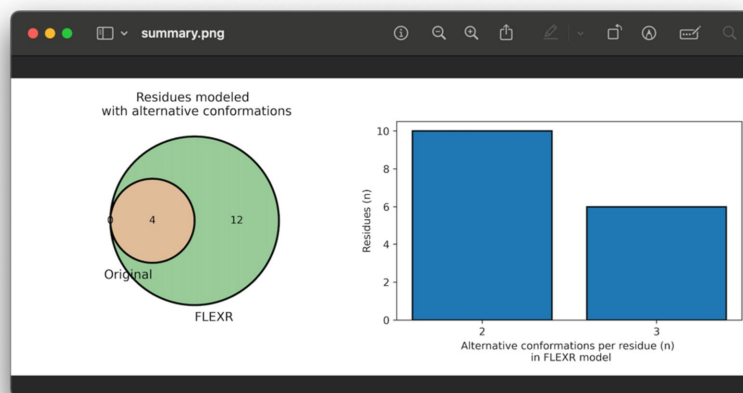 summary.png
Residues modeled
with alternative conformations
0
4
12
Original
FLEXR
10
8
6
4
2
0
Residues (n)
2
3
Alternative conformations per residue (n)
in FLEXR model